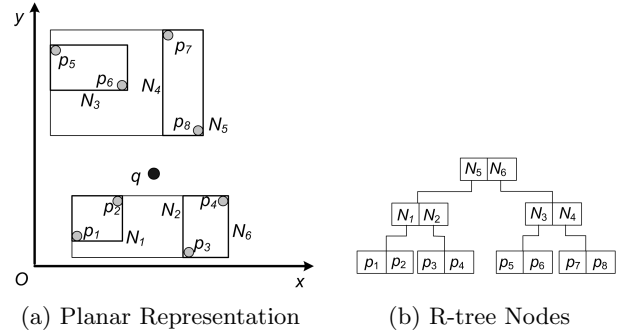 y
p5
p6
N3
p7
N4
p8
N5
q
p2
p1
N1
N2
p4
p3
N6
O
x
N5 N6
N1 N2
N3 N4
p1 p2 p3 p4 p5 p6 p7 p8
(a) Planar Representation
(b) R-tree Nodes